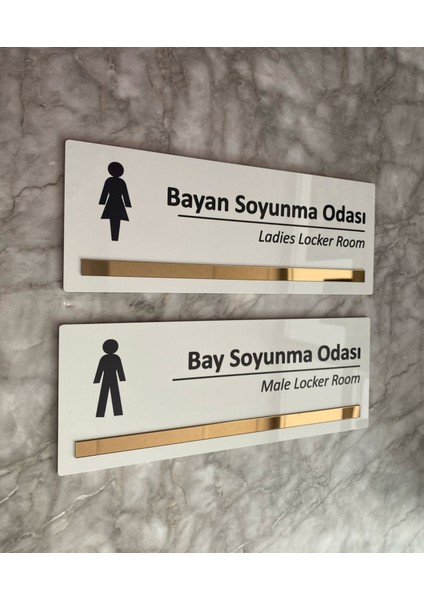 Bayan Soyunma Odası
Ladies Locker Room
Bay Soyunma Odası
Male Locker Room